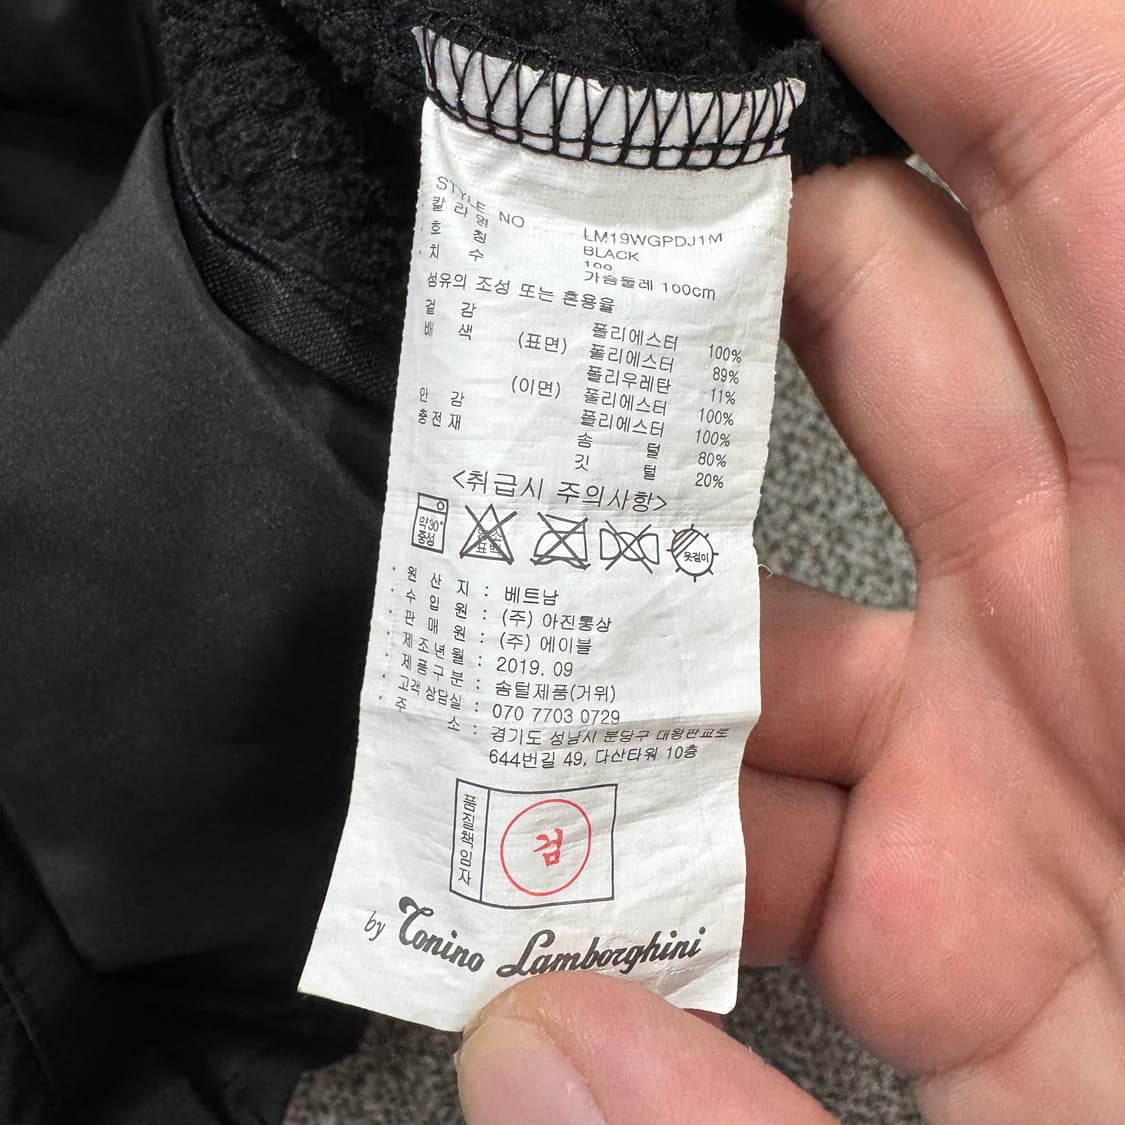 STYLE NO LM19WGPDJ1M
칼 라 명 BLACK
호 칭 100
치 수 가슴둘레 100cm
섬유의 조성 또는 혼용율
겉 감 폴리에스터 100%
배 색 (표면) 폴리에스터 89%
폴리우레탄 11%
(이면) 폴리에스터 100%
안 감 폴리에스터 100%
충전재 솜 털 80%
깃 털 20%
<취급시 주의사항>
약30°
중성
염소
표백
옷걸이
원 산 지 : 베트남
수 입 원 : (주) 아진통상
판 매 원 : (주) 에이블
제조년월 : 2019. 09
제품구분 : 솜털제품(거위)
고객상담실 : 070 7703 0729
주 소 : 경기도 성남시 분당구 대왕판교로
644번길 49, 다산타워 10층
품질책임자
검
by Tonino Lamborghini